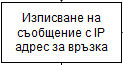 Изписване на
съобщение с IP
адрес за връзка